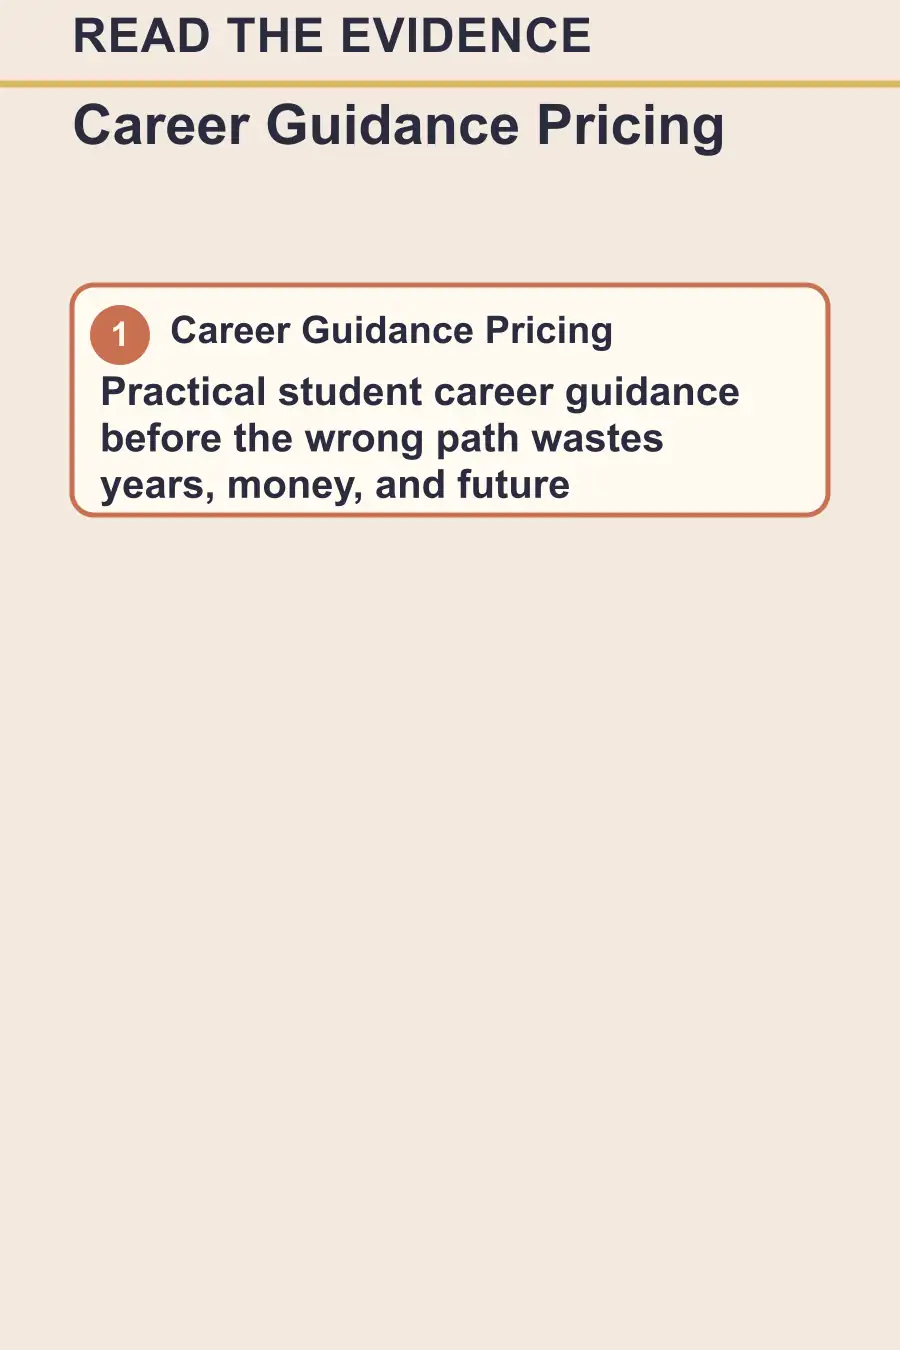 READ THE EVIDENCE
Career Guidance Pricing
1 Career Guidance Pricing
Practical student career guidance
before the wrong path wastes
years, money, and future